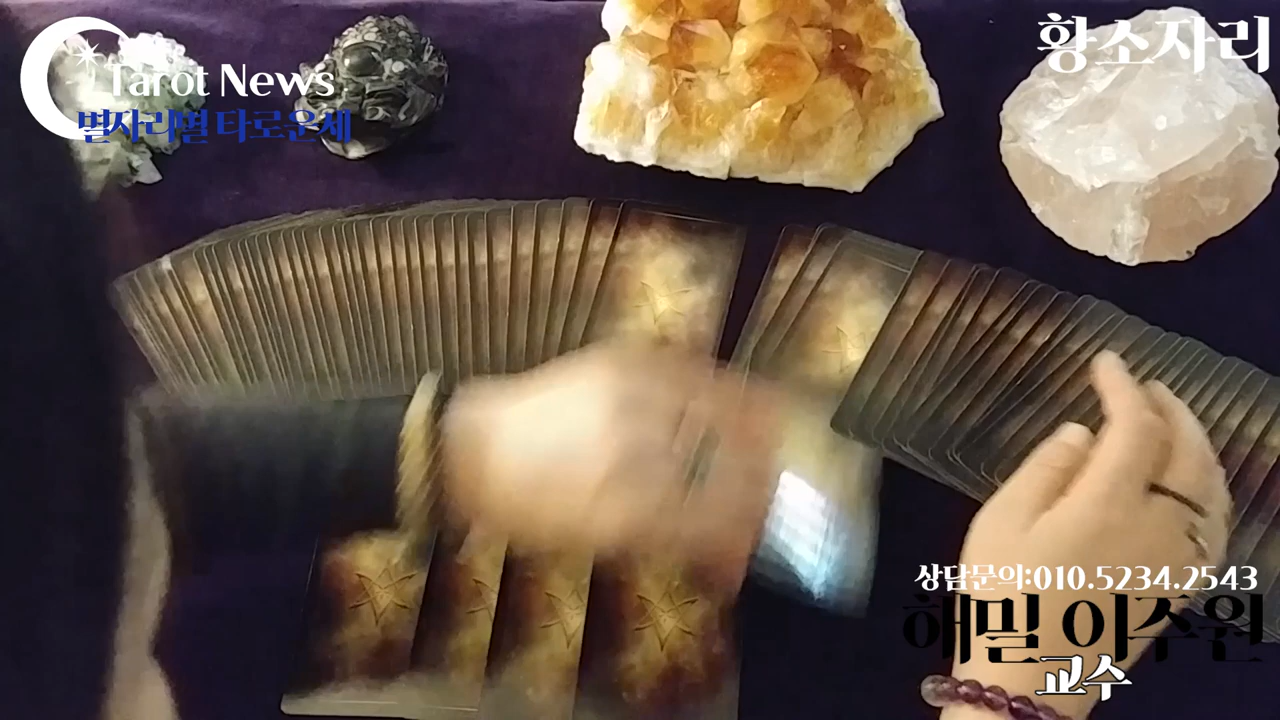 Tarot News
별자리별 타로운세
황소자리
상담문의:010.5234.2543
해밀 이주원
교수